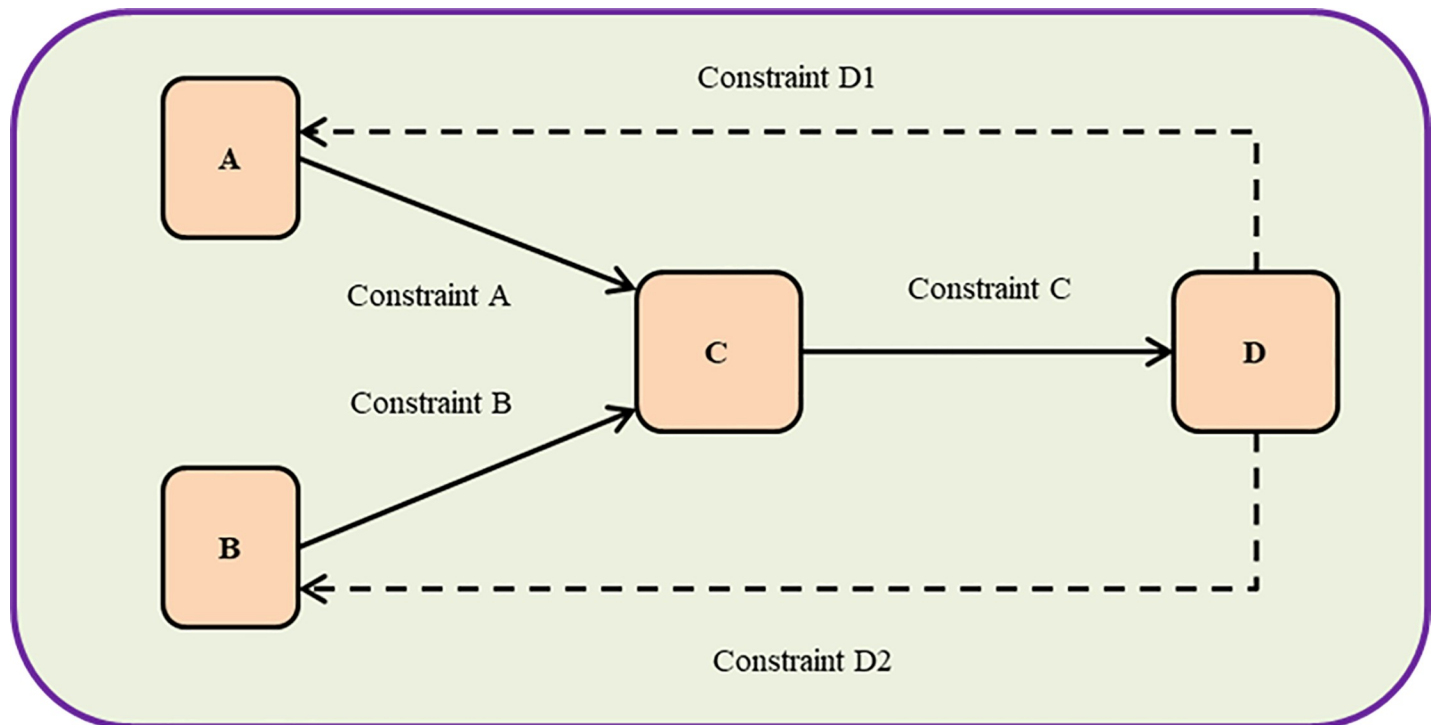 Constraint D1
A
Constraint A
Constraint C
C
D
Constraint B
B
Constraint D2